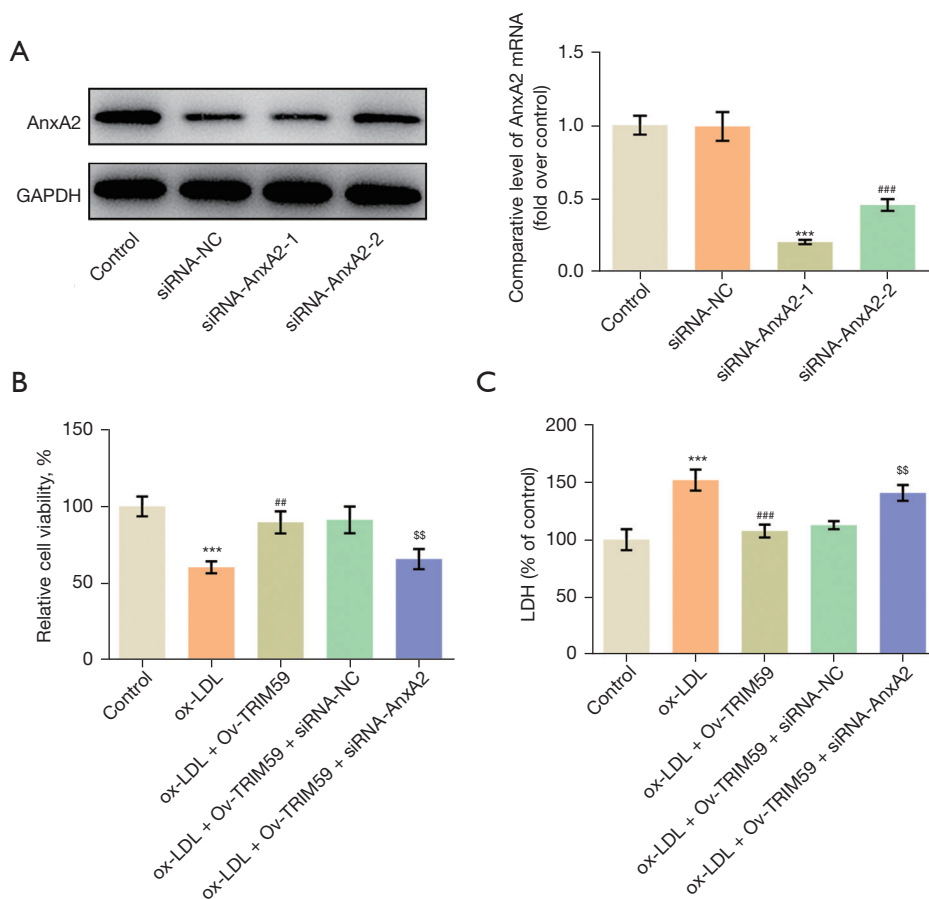 A
AnxA2
GAPDH
Control
siRNA-NC
siRNA-AnxA2-1
siRNA-AnxA2-2
Comparative level of AnxA2 mRNA
(fold over control)
1.5
1.0
0.5
0.0
***
###
Control
siRNA-NC
siRNA-AnxA2-1
siRNA-AnxA2-2
B
Relative cell viability, %
150
100
50
0
***
##
$$
Control
ox-LDL
ox-LDL + Ov-TRIM59
ox-LDL + Ov-TRIM59 + siRNA-NC
ox-LDL + Ov-TRIM59 + siRNA-AnxA2
C
LDH (% of control)
200
150
100
50
0
***
###
$$
Control
ox-LDL
ox-LDL + Ov-TRIM59
ox-LDL + Ov-TRIM59 + siRNA-NC
ox-LDL + Ov-TRIM59 + siRNA-AnxA2